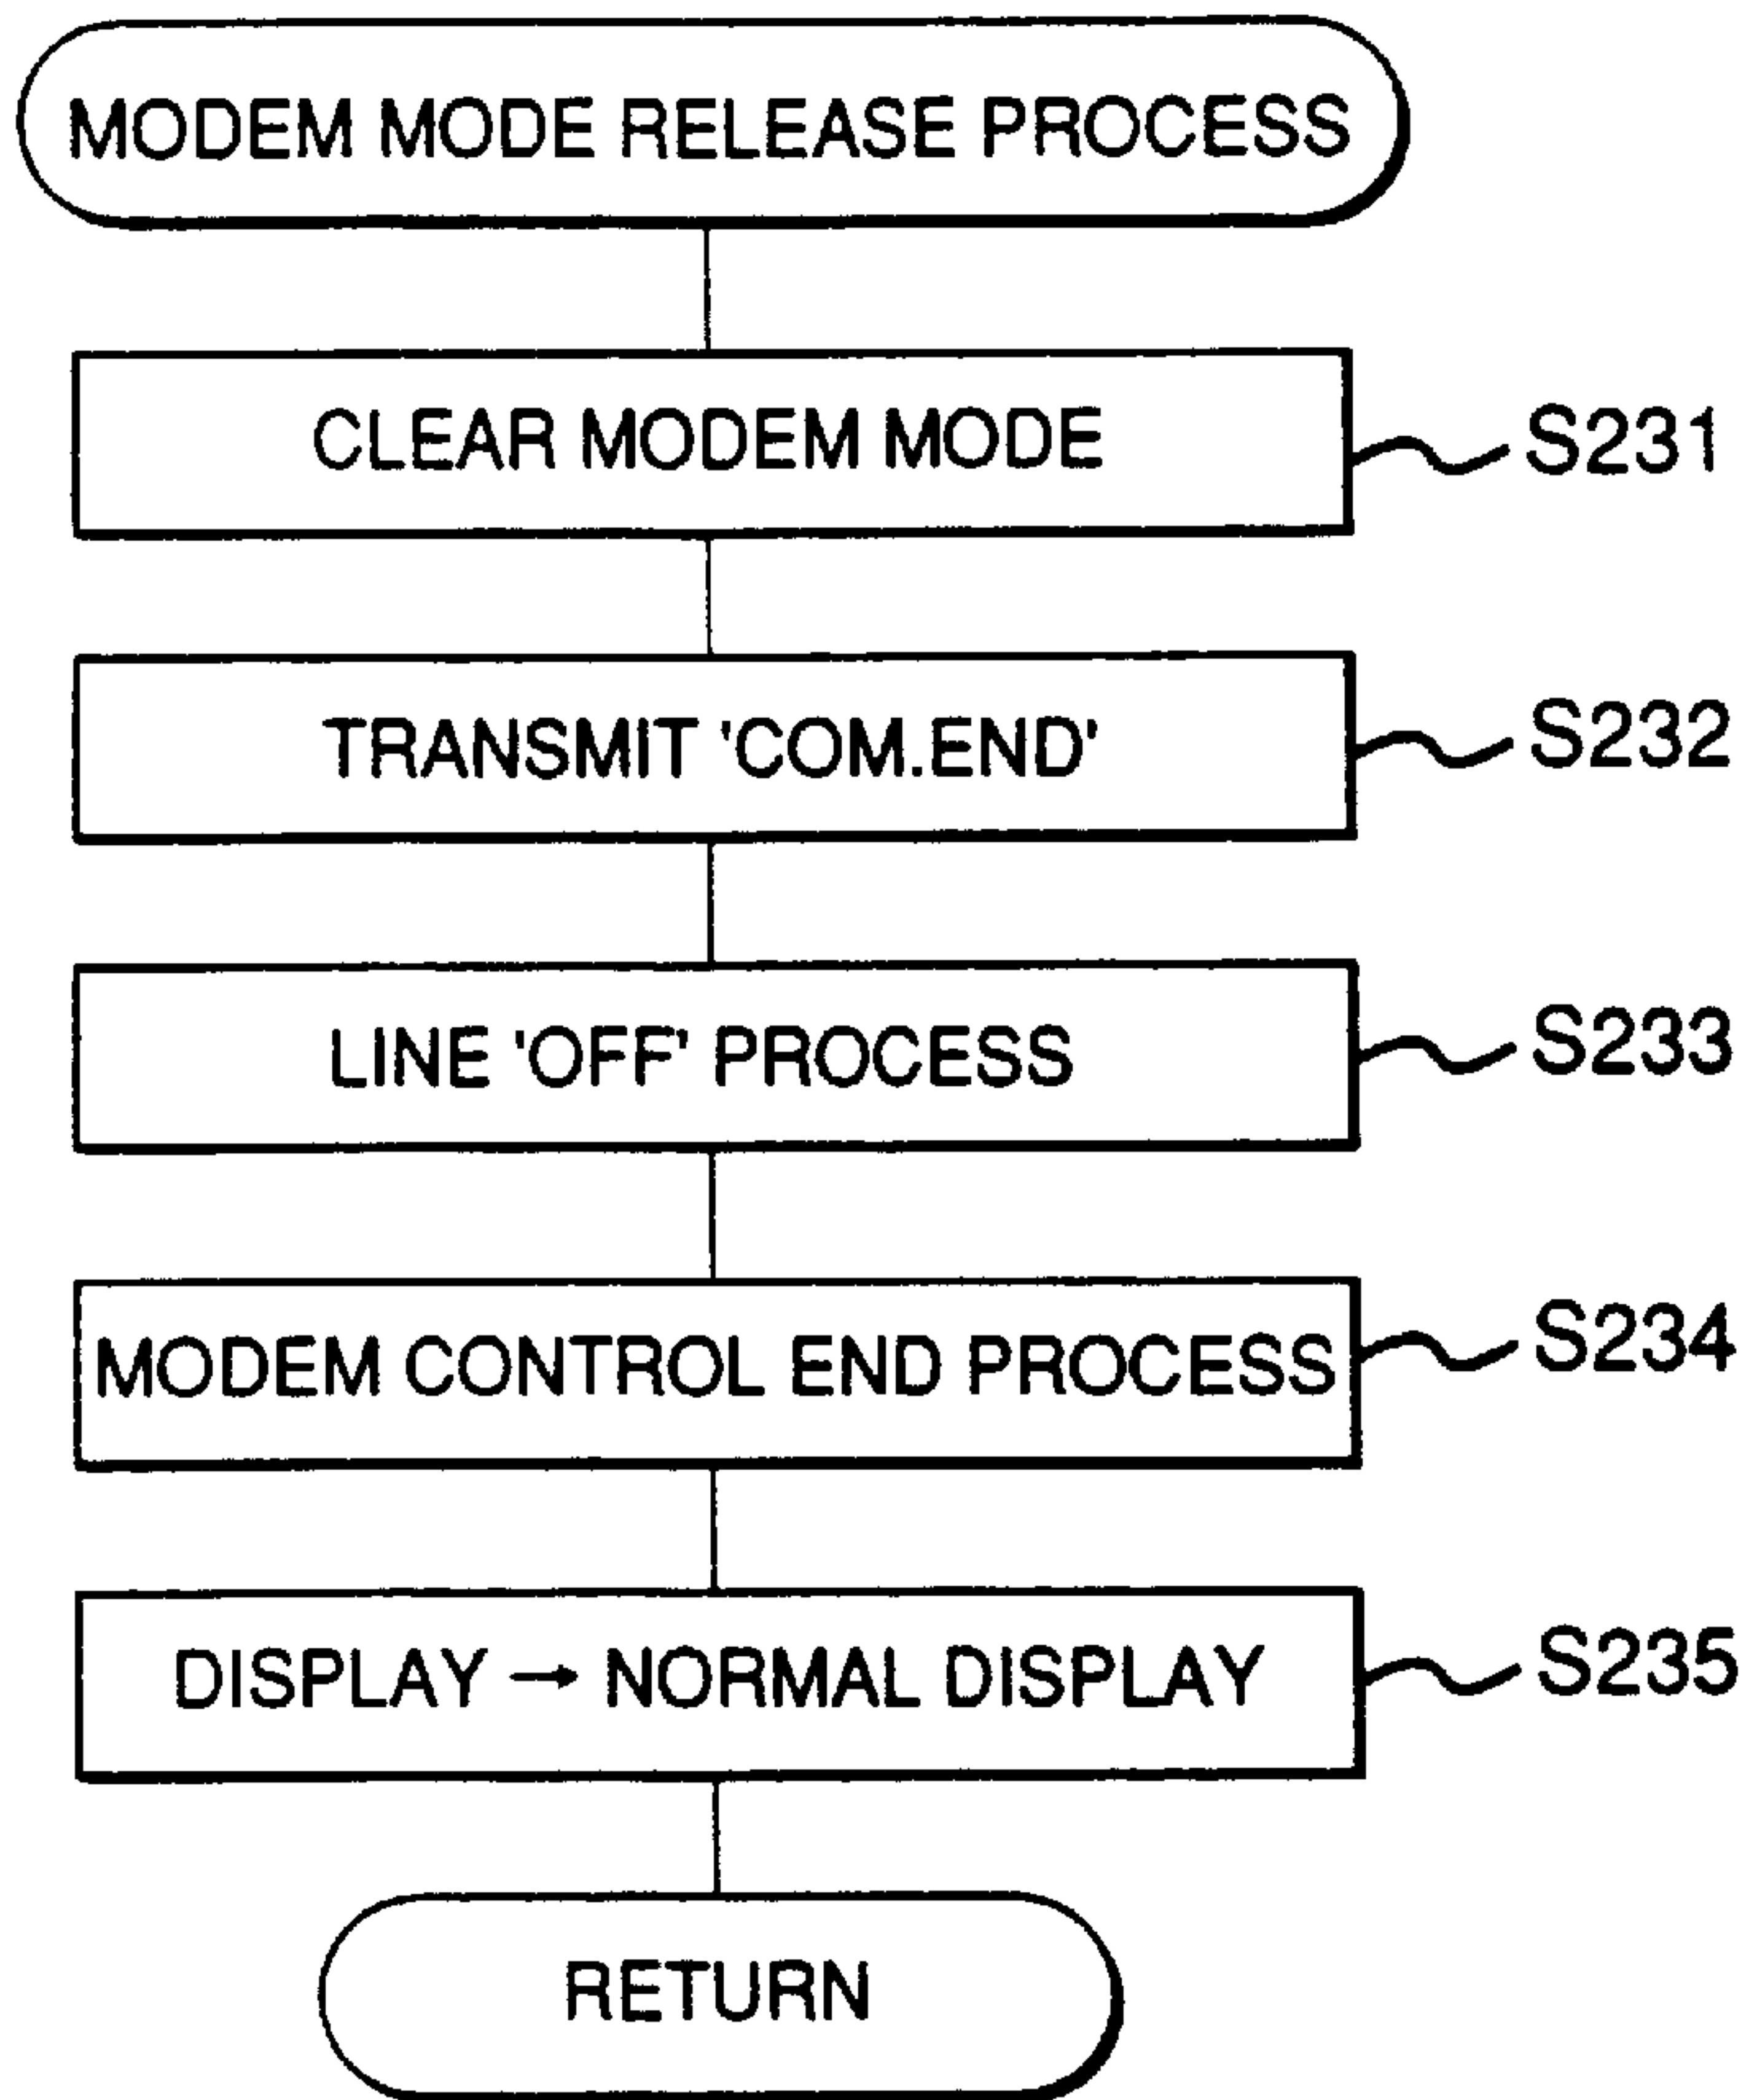 MODEM MODE RELEASE PROCESS
CLEAR MODEM MODE
S231
TRANSMIT 'COM.END'
S232
LINE 'OFF' PROCESS
S233
MODEM CONTROL END PROCESS
S234
DISPLAY → NORMAL DISPLAY
S235
RETURN